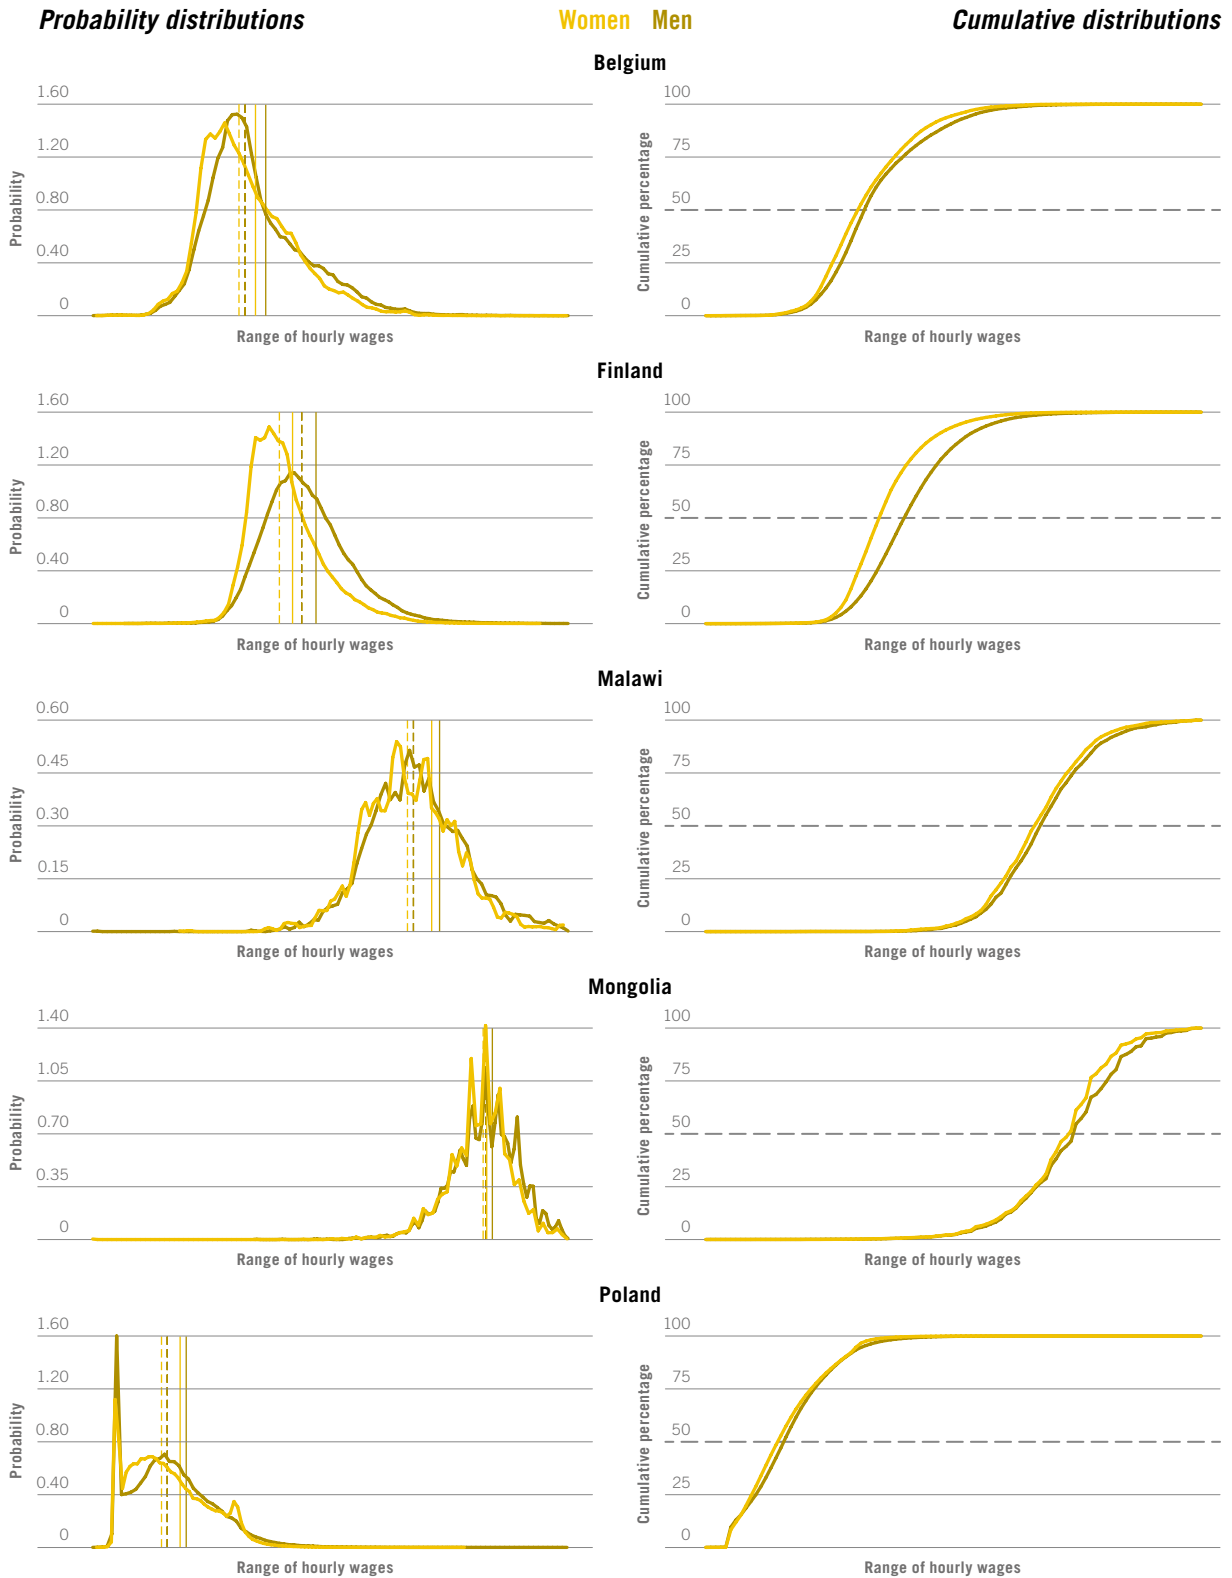 Probability distributions
Women Men
Cumulative distributions
Belgium
1.60
1.20
0.80
0.40
0
Probability
Range of hourly wages
100
75
50
25
0
Cumulative percentage
Range of hourly wages
Finland
1.60
1.20
0.80
0.40
0
Probability
Range of hourly wages
100
75
50
25
0
Cumulative percentage
Range of hourly wages
Malawi
0.60
0.45
0.30
0.15
0
Probability
Range of hourly wages
100
75
50
25
0
Cumulative percentage
Range of hourly wages
Mongolia
1.40
1.05
0.70
0.35
0
Probability
Range of hourly wages
100
75
50
25
0
Cumulative percentage
Range of hourly wages
Poland
1.60
1.20
0.80
0.40
0
Probability
Range of hourly wages
100
75
50
25
0
Cumulative percentage
Range of hourly wages